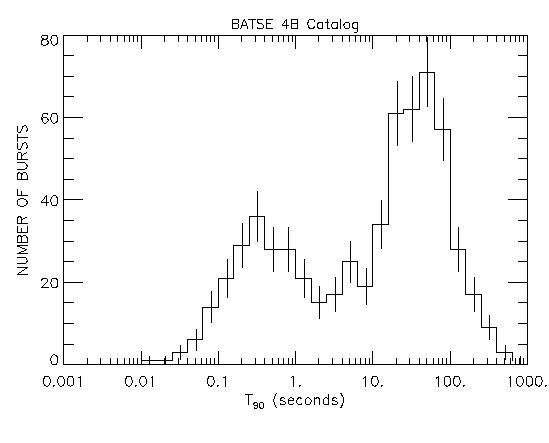 BATSE 4B Catalog
80
60
40
20
0
NUMBER OF BURSTS
0.001 0.01 0.1 1. 10. 100. 1000.
T90 (seconds)